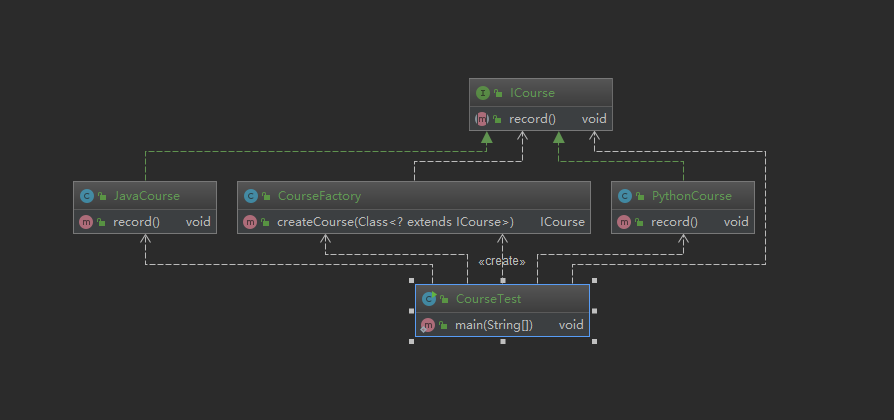 ICourse
record() void
JavaCourse
record() void
CourseFactory
createCourse(Class<? extends ICourse>) ICourse
PythonCourse
record() void
«create»
CourseTest
main(String[]) void